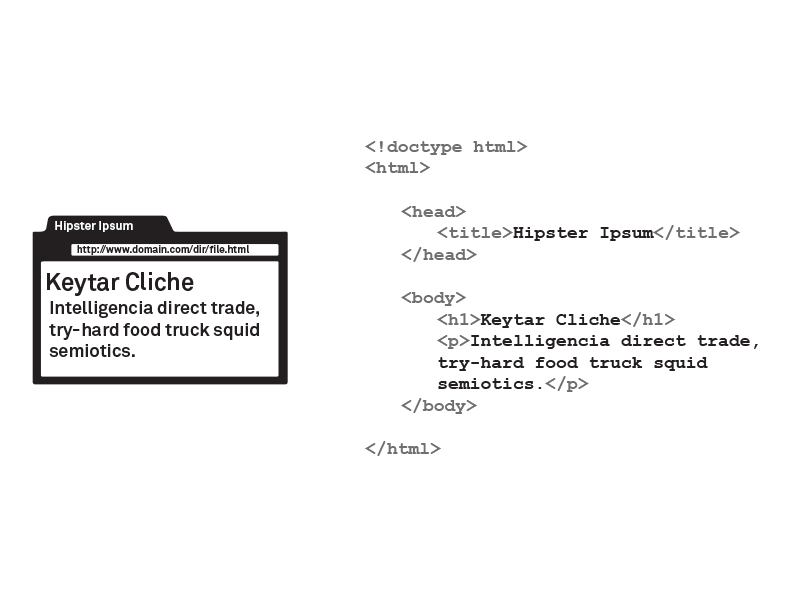 Hipster Ipsum
http://www.domain.com/dir/file.html
Keytar Cliche
Intelligencia direct trade,
try-hard food truck squid
semiotics.
<!doctype html>
<html>
<head>
<title>Hipster Ipsum</title>
</head>
<body>
<h1>Keytar Cliche</h1>
<p>Intelligencia direct trade,
try-hard food truck squid
semiotics.</p>
</body>
</html>